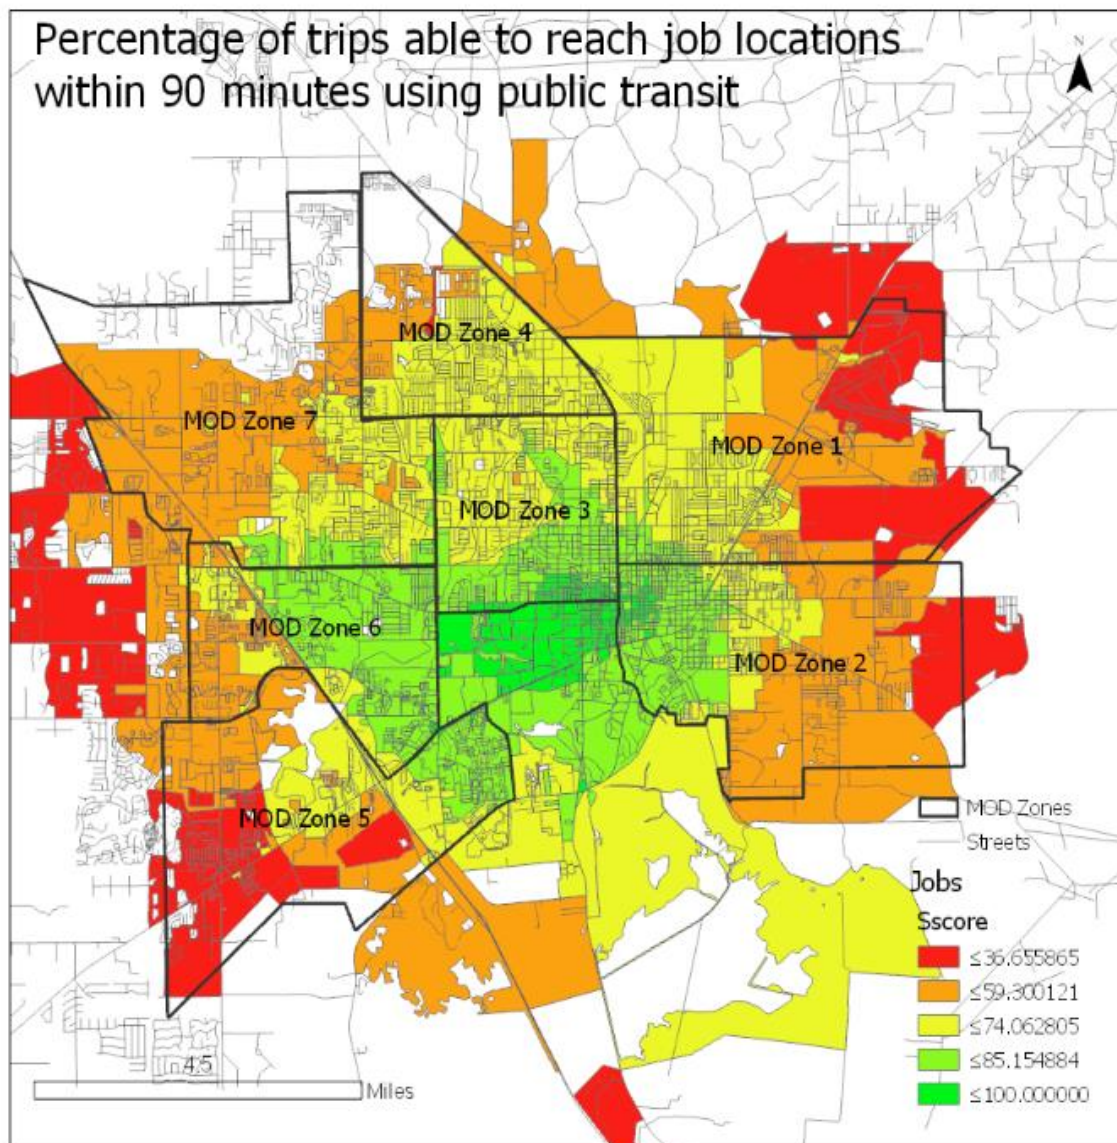 Percentage of trips able to reach job locations
within 90 minutes using public transit
N
MOD Zone 4
MOD Zone 7
MOD Zone 1
MOD Zone 3
MOD Zone 6
MOD Zone 2
MOD Zone 5
MOD Zones
Streets
Jobs
Sscore
≤36.655865
≤59.300121
≤74.062805
≤85.154884
≤100.000000
4.5
Miles